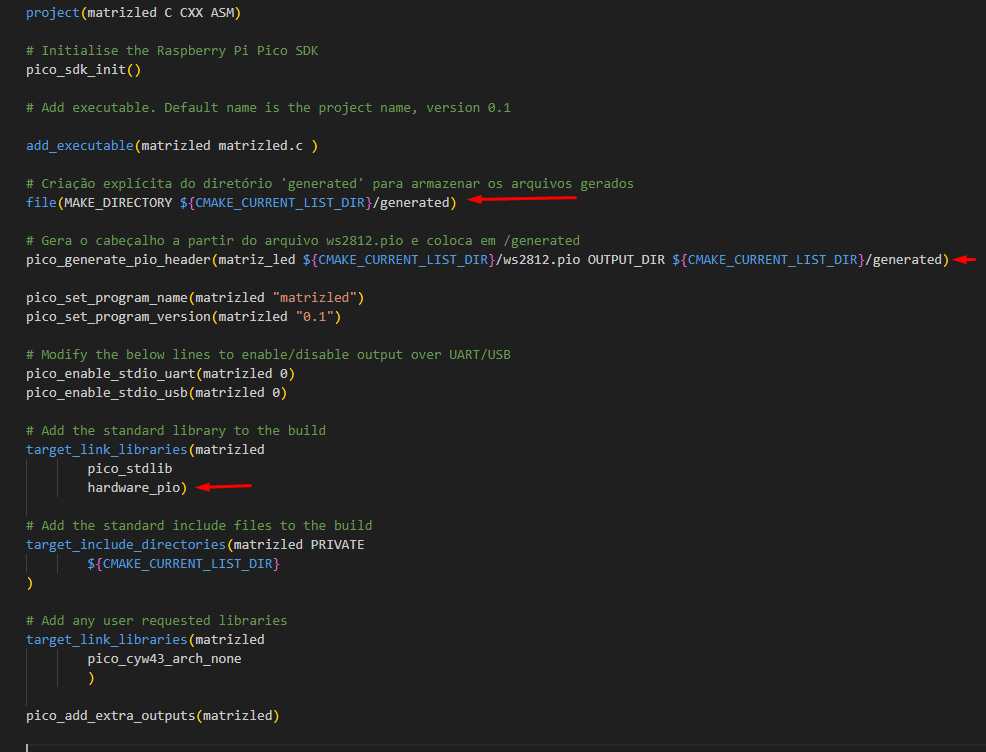 project(matrizled C CXX ASM)
# Initialise the Raspberry Pi Pico SDK
pico_sdk_init()
# Add executable. Default name is the project name, version 0.1
add_executable(matrizled matrizled.c )
# Criação explícita do diretório 'generated' para armazenar os arquivos gerados
file(MAKE_DIRECTORY ${CMAKE_CURRENT_LIST_DIR}/generated)
# Gera o cabeçalho a partir do arquivo ws2812.pio e coloca em /generated
pico_generate_pio_header(matriz_led ${CMAKE_CURRENT_LIST_DIR}/ws2812.pio OUTPUT_DIR ${CMAKE_CURRENT_LIST_DIR}/generated)
pico_set_program_name(matrizled "matrizled")
pico_set_program_version(matrizled "0.1")
# Modify the below lines to enable/disable output over UART/USB
pico_enable_stdio_uart(matrizled 0)
pico_enable_stdio_usb(matrizled 0)
# Add the standard library to the build
target_link_libraries(matrizled
        pico_stdlib
        hardware_pio)
# Add the standard include files to the build
target_include_directories(matrizled PRIVATE
        ${CMAKE_CURRENT_LIST_DIR}
)
# Add any user requested libraries
target_link_libraries(matrizled
        pico_cyw43_arch_none
        )
pico_add_extra_outputs(matrizled)